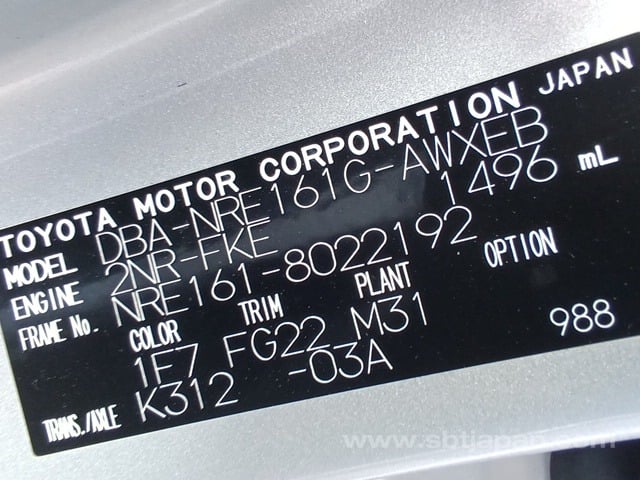 TOYOTA MOTOR CORPORATION JAPAN
MODEL DBA-NRE161G-AWXEB
ENGINE 2NR-FKE 1496 mL
FRAME No. NRE161-8022192
COLOR TRIM PLANT OPTION
1F7 FG22 M31
TRANS./AXLE K312 -03A 988
www.sbtjapan.com